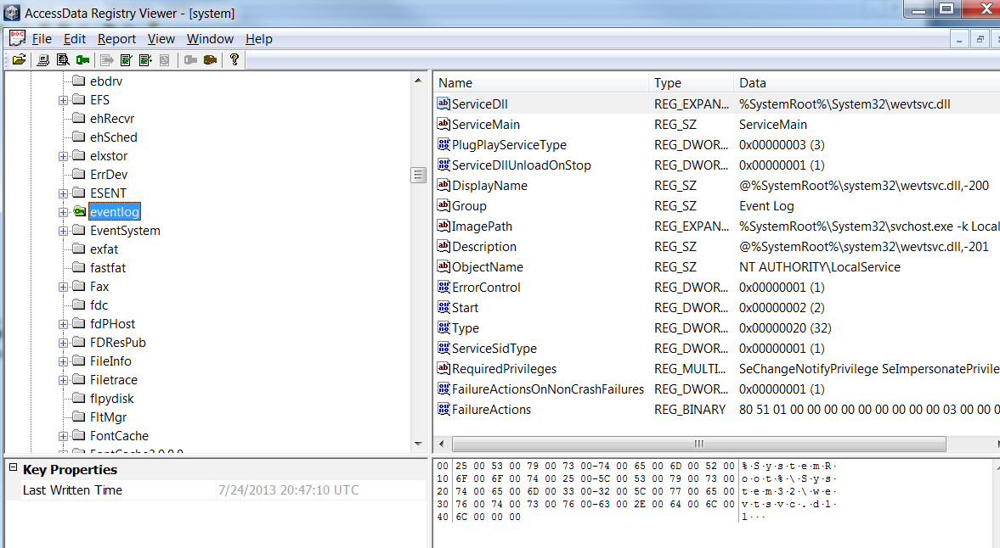 AccessData Registry Viewer - [system]
File Edit Report View Window Help
ebdrv
EFS
ehRecvr
ehSched
elxstor
ErrDev
ESENT
eventlog
EventSystem
exfat
fastfat
Fax
fdc
fdPHost
FDResPub
FileInfo
Filetrace
flpydisk
FltMgr
FontCache
Name Type Data
ServiceDll REG_EXPAN... %SystemRoot%\System32\wevtsvc.dll
ServiceMain REG_SZ ServiceMain
PlugPlayServiceType REG_DWOR... 0x00000003 (3)
ServiceDllUnloadOnStop REG_DWOR... 0x00000001 (1)
DisplayName REG_SZ @%SystemRoot%\system32\wevtsvc.dll,-200
Group REG_SZ Event Log
ImagePath REG_EXPAN... %SystemRoot%\System32\svchost.exe -k Local
Description REG_SZ @%SystemRoot%\system32\wevtsvc.dll,-201
ObjectName REG_SZ NT AUTHORITY\LocalService
ErrorControl REG_DWOR... 0x00000001 (1)
Start REG_DWOR... 0x00000002 (2)
Type REG_DWOR... 0x00000020 (32)
ServiceSidType REG_DWOR... 0x00000001 (1)
RequiredPrivileges REG_MULTI... SeChangeNotifyPrivilege SeImpersonatePrivile
FailureActionsOnNonCrashFailures REG_DWOR... 0x00000001 (1)
FailureActions REG_BINARY 80 51 01 00 00 00 00 00 00 00 00 00 03 00 00 0
Key Properties
Last Written Time 7/24/2013 20:47:10 UTC
00 25 00 53 00 79 00 73 00-74 00 65 00 6D 00 52 00 %·S·y·s·t·e·m·R·
10 6F 00 6F 00 74 00 25 00-5C 00 53 00 79 00 73 00 o·o·t·%·\·S·y·s·
20 74 00 65 00 6D 00 33 00-32 00 5C 00 77 00 65 00 t·e·m·3·2·\·w·e·
30 76 00 74 00 73 00 76 00-63 00 2E 00 64 00 6C 00 v·t·s·v·c·.·d·l·
40 6C 00 00 00 l···